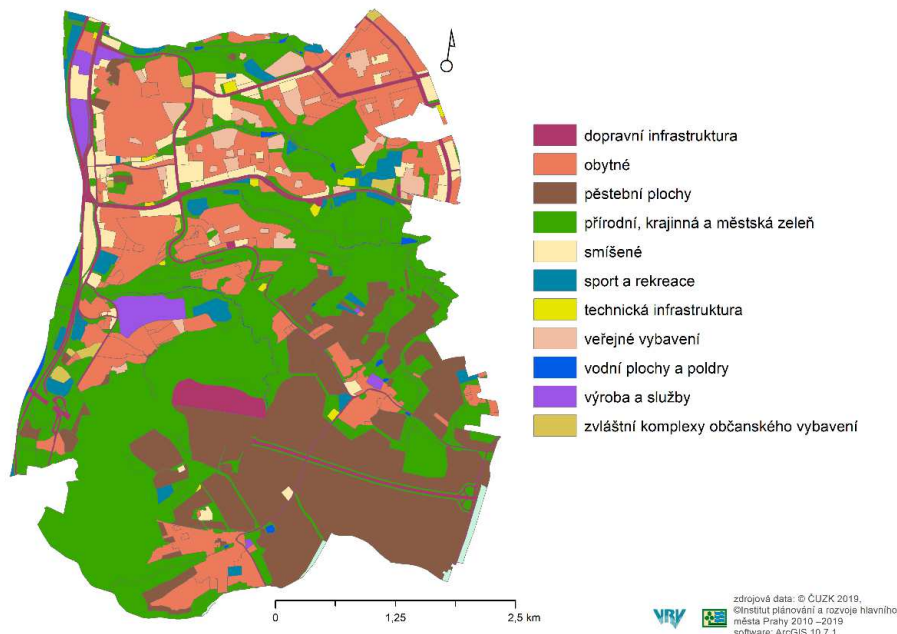 dopravní infrastruktura
obytné
pěstební plochy
přírodní, krajinná a městská zeleň
smíšené
sport a rekreace
technická infrastruktura
veřejné vybavení
vodní plochy a poldry
výroba a služby
zvláštní komplexy občanského vybavení
0 1,25 2,5 km
VRV
zdrojová data: © ČUZK 2019,
©Institut plánování a rozvoje hlavního
města Prahy 2010 –2019
software: ArcGIS 10.7.1